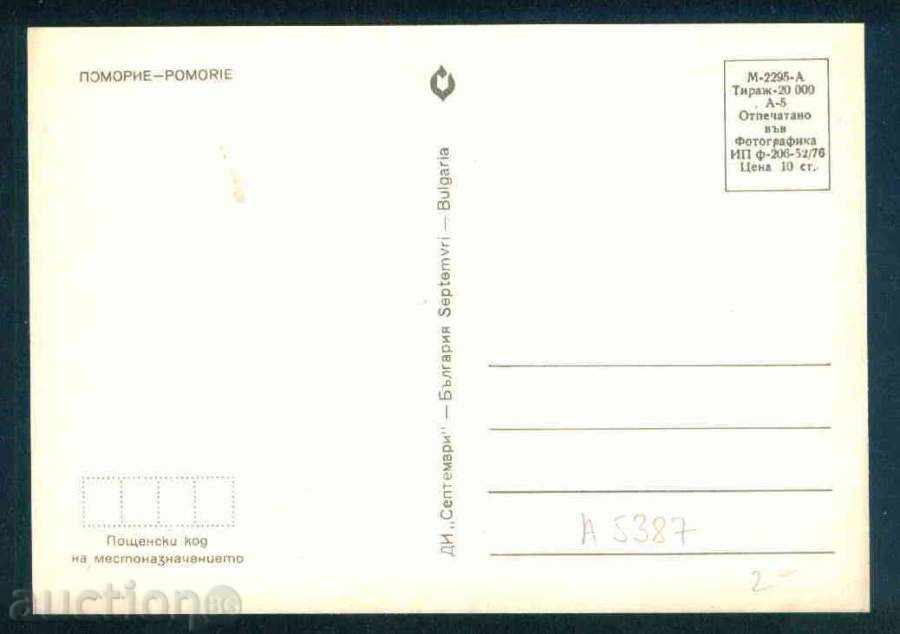 ПОМОРИЕ–POMORIE
М-2295-А
Тираж-20 000
А-5
Отпечатано
във
Фотографика
ИП ф-206-52/76
Цена 10 ст.
ДИ „Септември" — България Septemvri — Bulgaria
Пощенски код
на местоназначението
А 5387
2-
auction BG